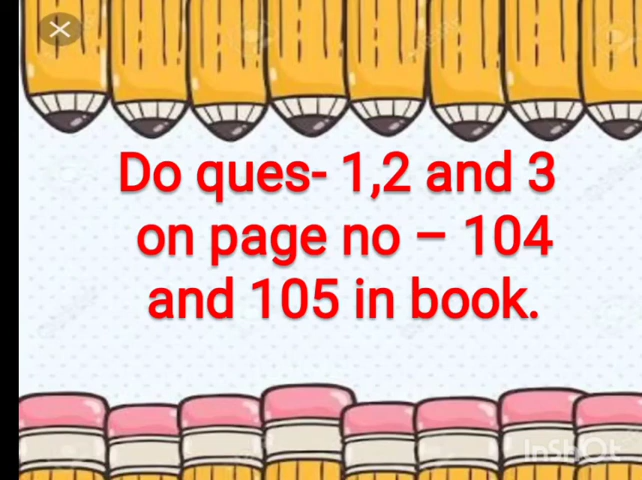 Do ques- 1,2 and 3
on page no – 104
and 105 in book.
InShOt